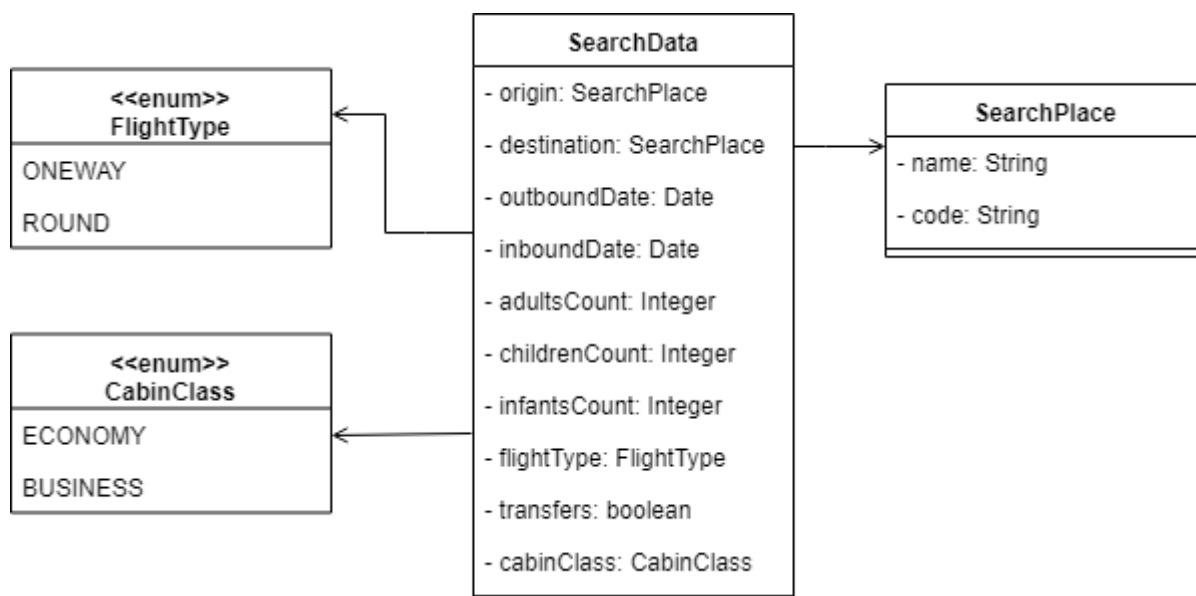 <<enum>>
FlightType
ONEWAY
ROUND
<<enum>>
CabinClass
ECONOMY
BUSINESS
SearchData
- origin: SearchPlace
- destination: SearchPlace
- outboundDate: Date
- inboundDate: Date
- adultsCount: Integer
- childrenCount: Integer
- infantsCount: Integer
- flightType: FlightType
- transfers: boolean
- cabinClass: CabinClass
SearchPlace
- name: String
- code: String